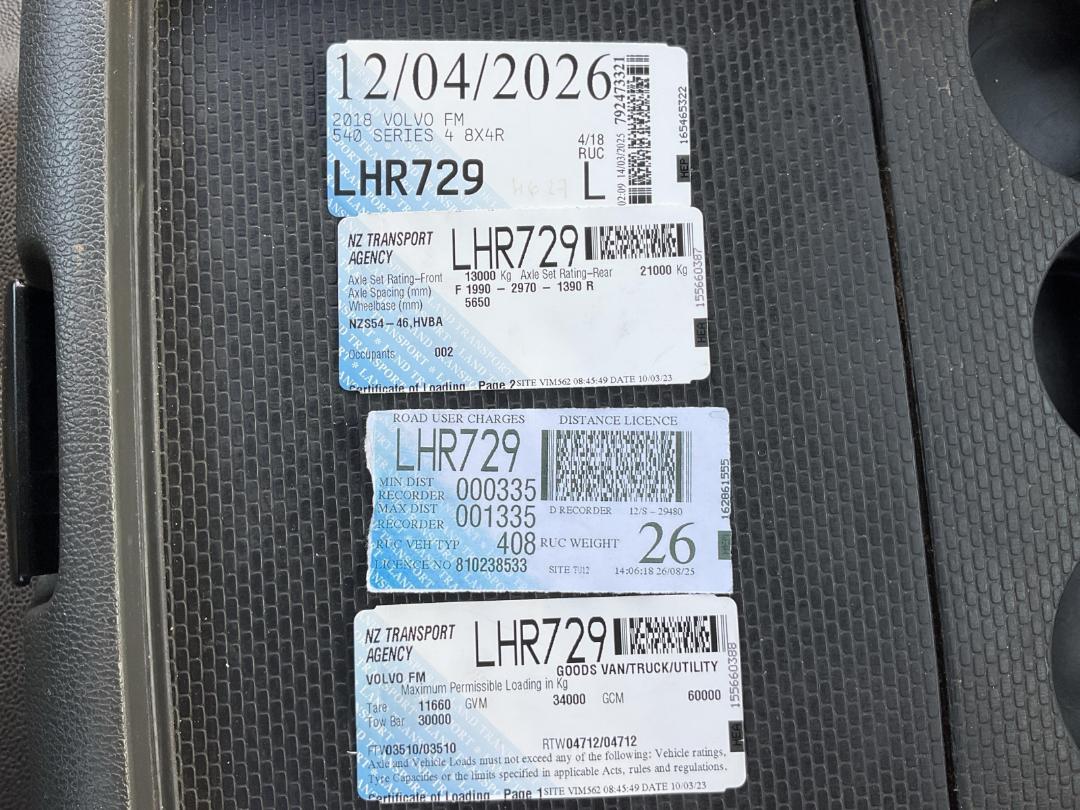 12/04/2026
2018 VOLVO FM
540 SERIES 4 8X4R
4/18
RUC
LHR729
L
02:09 14/03/2025 792473321
165465322
NZ TRANSPORT
AGENCY
LHR729
Axle Set Rating-Front 13000 Kg Axle Set Rating-Rear 21000 Kg
Axle Spacing (mm) F 1990 - 2970 - 1390 R
Wheelbase (mm) 5650
NZS54-46,HVBA
Occupants 002
Certificate of Loading Page 2 SITE VIM562 08:45:49 DATE 10/03/23
155660387
ROAD USER CHARGES DISTANCE LICENCE
LHR729
MIN DIST
RECORDER 000335
MAX DIST
RECORDER 001335
D RECORDER 12/S - 29480
RUC VEH TYP 408 RUC WEIGHT 26
LICENCE NO 810238533 SITE TU12 14:06:18 26/08/25
162861555
NZ TRANSPORT
AGENCY
LHR729
VOLVO FM GOODS VAN/TRUCK/UTILITY
Maximum Permissible Loading in Kg
Tare 11660 GVM 34000 GCM 60000
Tow Bar 30000
FTV03510/03510 RTW04712/04712
Axle and Vehicle Loads must not exceed any of the following: Vehicle ratings,
Tyre Capacities or the limits specified in applicable Acts, rules and regulations.
Certificate of Loading Page 1 SITE VIM562 08:45:49 DATE 10/03/23
155660388